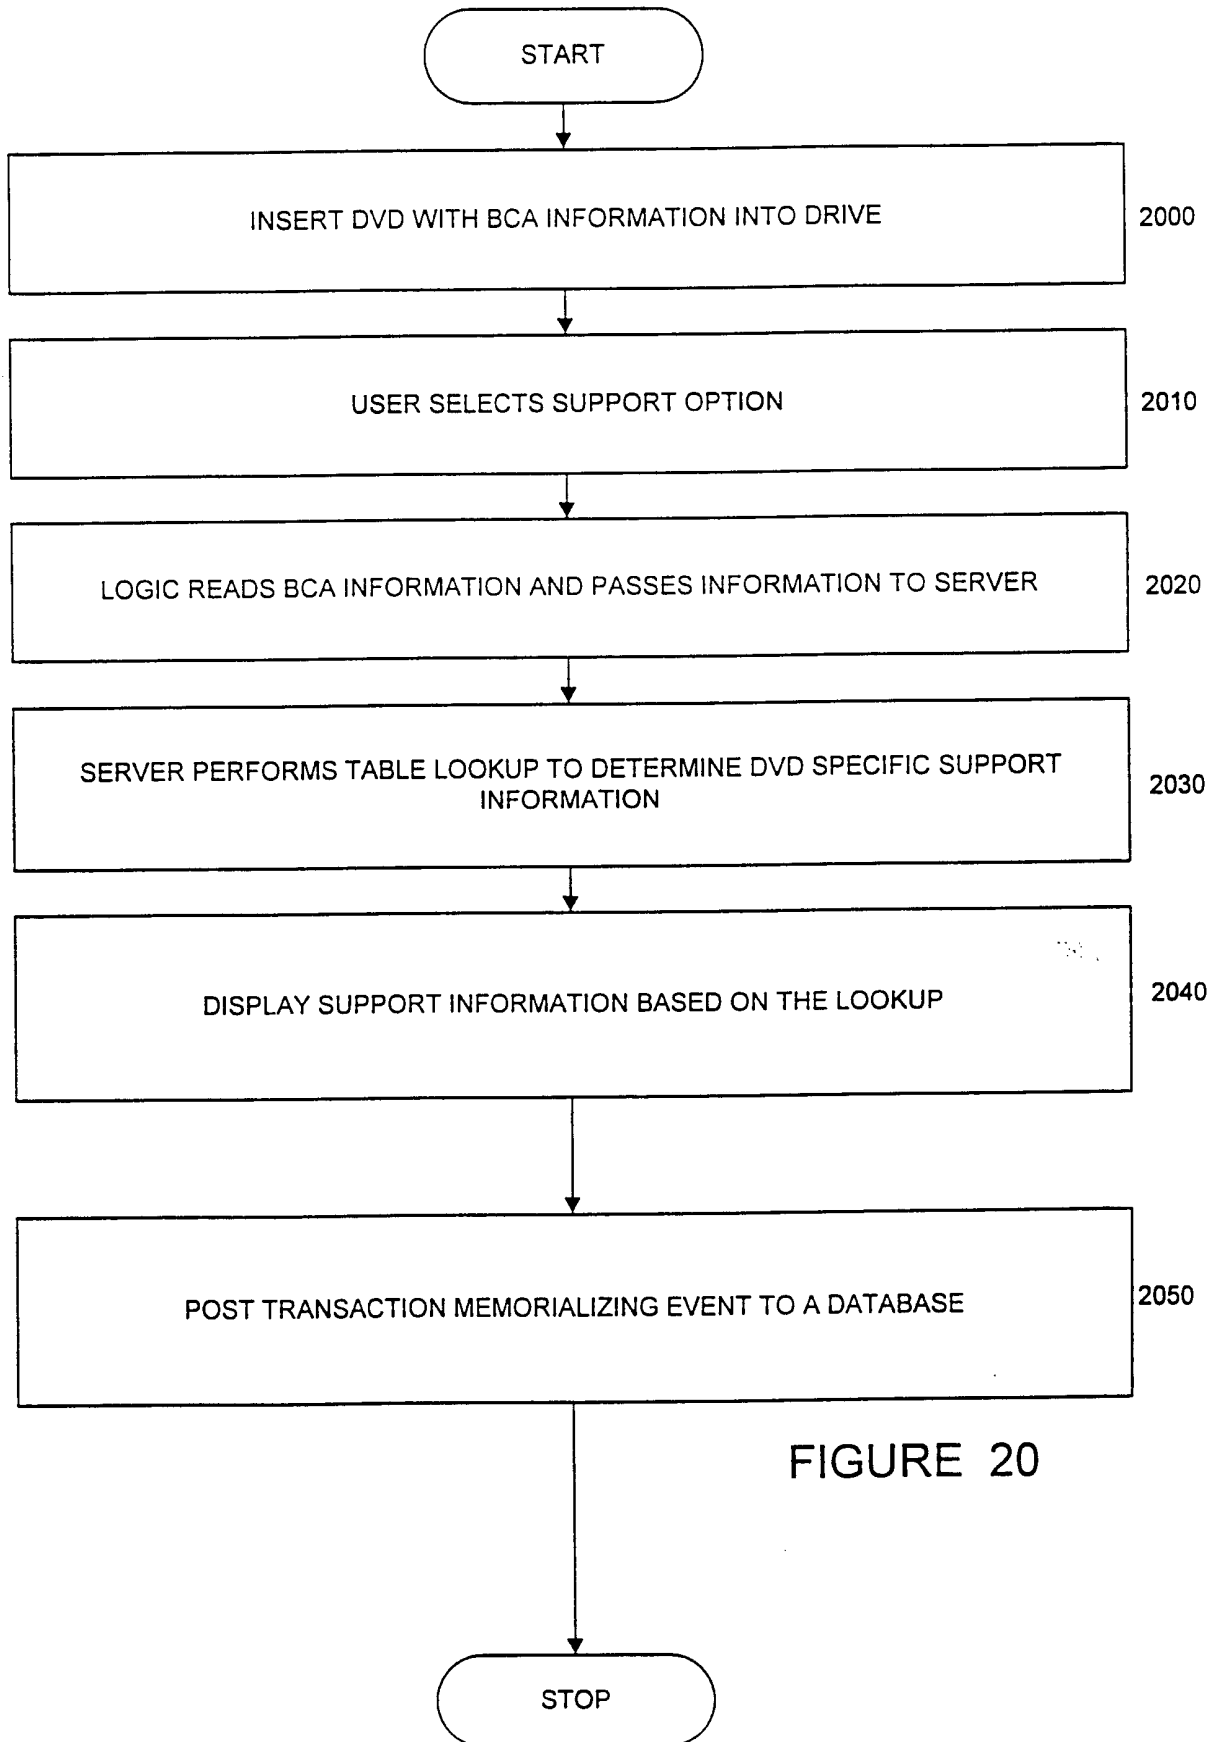 START
INSERT DVD WITH BCA INFORMATION INTO DRIVE
2000
USER SELECTS SUPPORT OPTION
2010
LOGIC READS BCA INFORMATION AND PASSES INFORMATION TO SERVER
2020
SERVER PERFORMS TABLE LOOKUP TO DETERMINE DVD SPECIFIC SUPPORT
INFORMATION
2030
DISPLAY SUPPORT INFORMATION BASED ON THE LOOKUP
2040
POST TRANSACTION MEMORIALIZING EVENT TO A DATABASE
2050
FIGURE 20
STOP